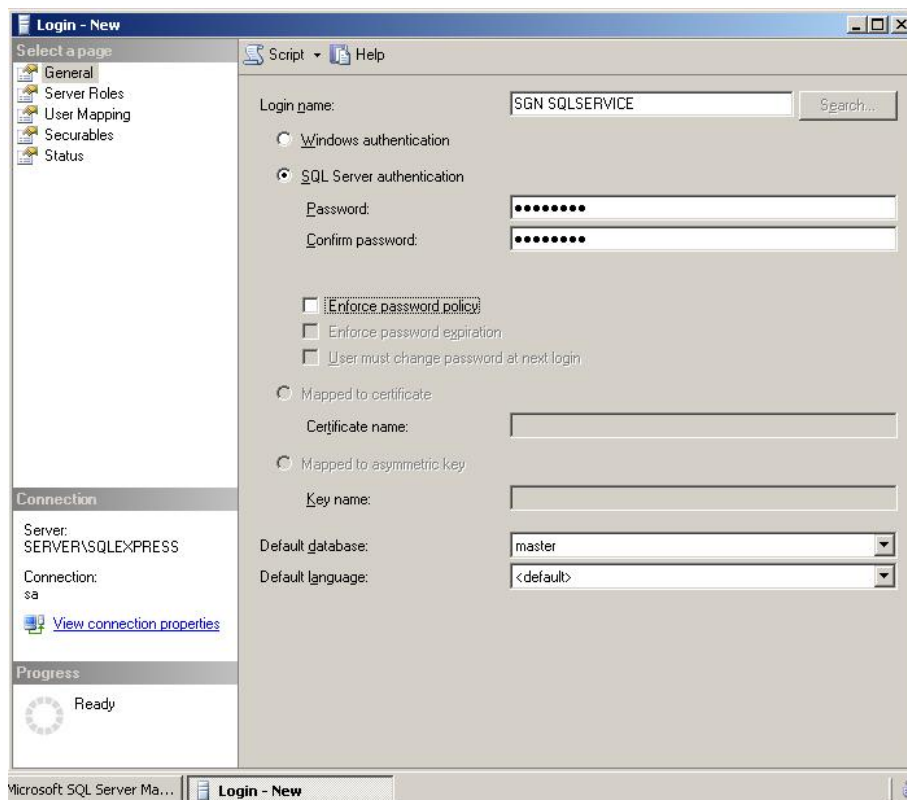 Login - New
Select a page
General
Server Roles
User Mapping
Securables
Status
Script Help
Login name: SGN SQLSERVICE Search...
Windows authentication
SQL Server authentication
Password: ●●●●●●●●
Confirm password: ●●●●●●●●
Enforce password policy
Enforce password expiration
User must change password at next login
Mapped to certificate
Certificate name:
Mapped to asymmetric key
Key name:
Default database: master
Default language: <default>
Connection
Server:
SERVER\SQLEXPRESS
Connection:
sa
View connection properties
Progress
Ready
Microsoft SQL Server Ma... Login - New